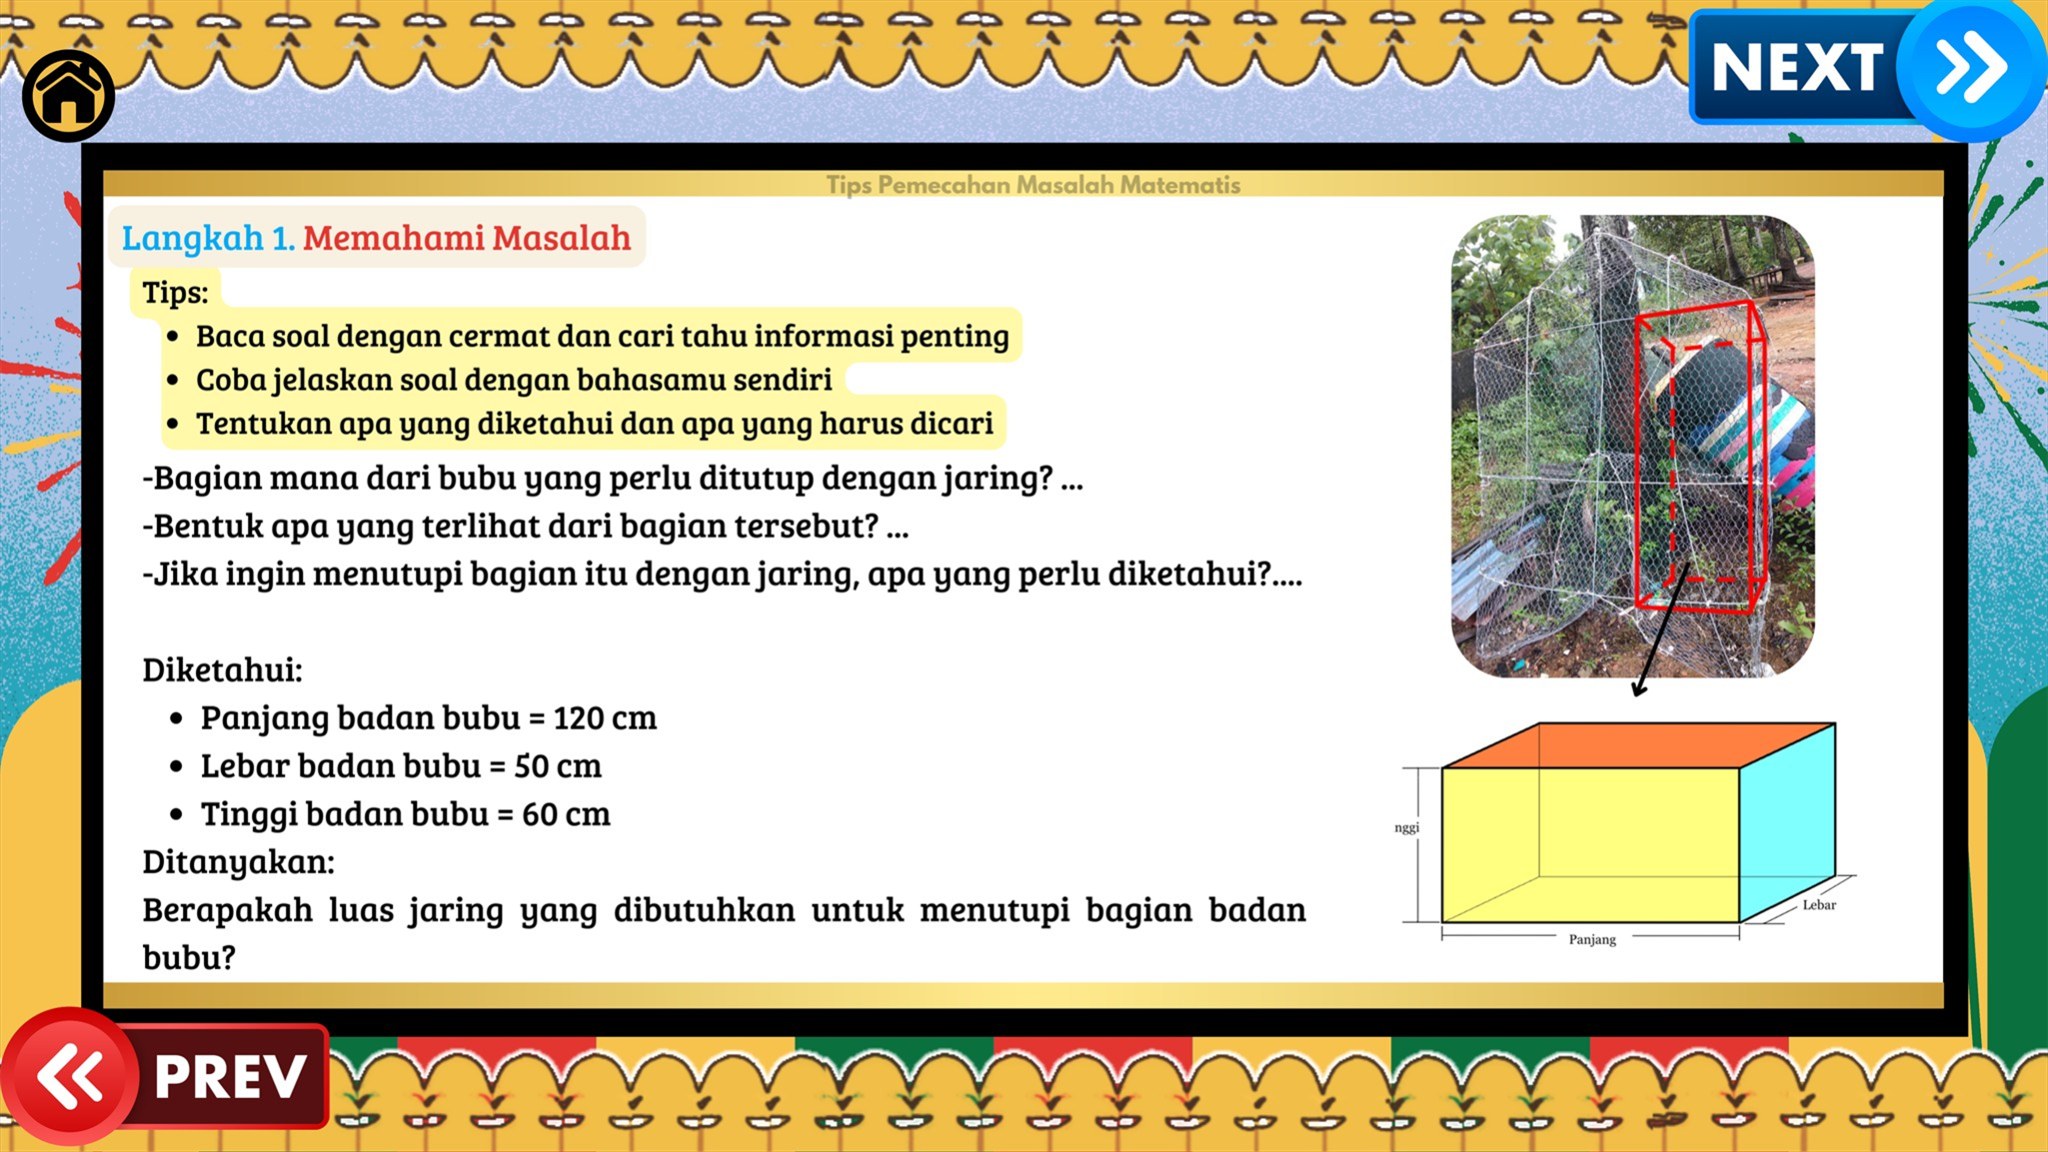 NEXT
Tips Pemecahan Masalah Matematis
Langkah 1. Memahami Masalah
Tips:
• Baca soal dengan cermat dan cari tahu informasi penting
• Coba jelaskan soal dengan bahasamu sendiri
• Tentukan apa yang diketahui dan apa yang harus dicari
-Bagian mana dari bubu yang perlu ditutup dengan jaring? ...
-Bentuk apa yang terlihat dari bagian tersebut? ...
-Jika ingin menutupi bagian itu dengan jaring, apa yang perlu diketahui?....
Diketahui:
• Panjang badan bubu = 120 cm
• Lebar badan bubu = 50 cm
• Tinggi badan bubu = 60 cm
Ditanyakan:
Berapakah luas jaring yang dibutuhkan untuk menutupi bagian badan
bubu?
nggi
Lebar
Panjang
PREV